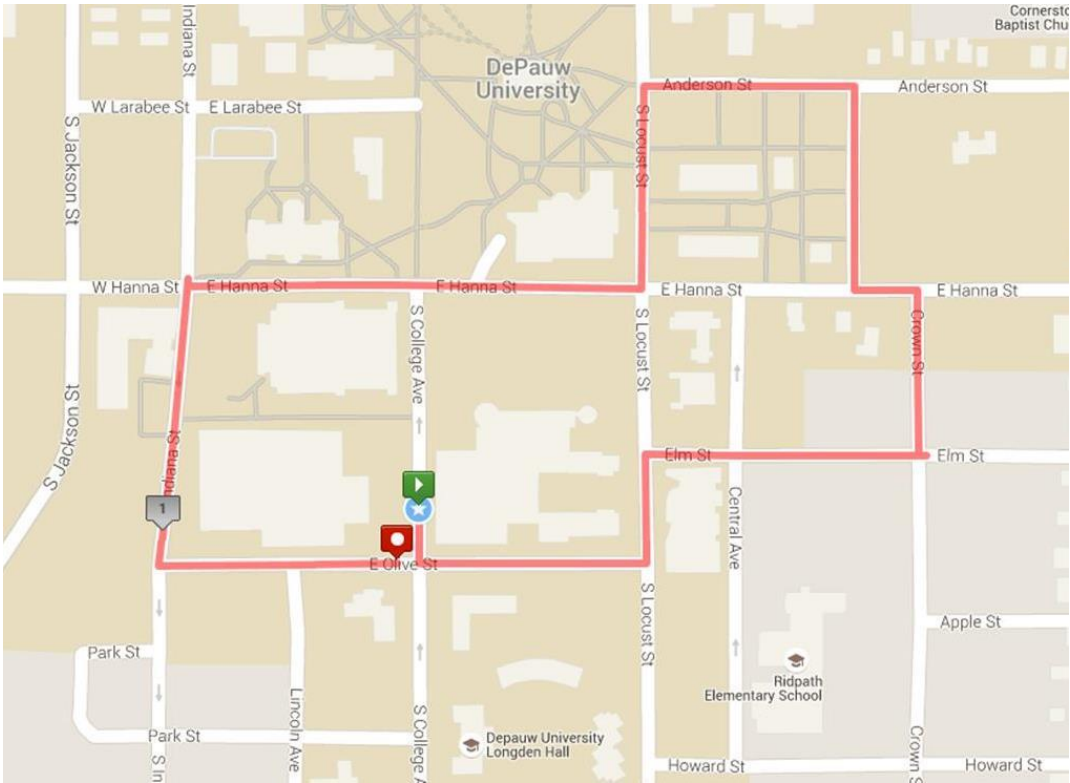 Cornersto
Baptist Chu
Indiana St
DePauw
University
Anderson St
Anderson St
W Larabee St
E Larabee St
S Jackson St
S Locust St
W Hanna St
E Hanna St
E Hanna St
E Hanna St
E Hanna St
S College Ave
S Locust St
Crown St
S Jackson St
Indiana St
Elm St
Elm St
1
Central Ave
E Olive St
S Locust St
Apple St
Park St
Ridpath
Elementary School
Lincoln Ave
S College A
Park St
Depauw University
Longden Hall
S In
Crown S
Howard St
Howard St